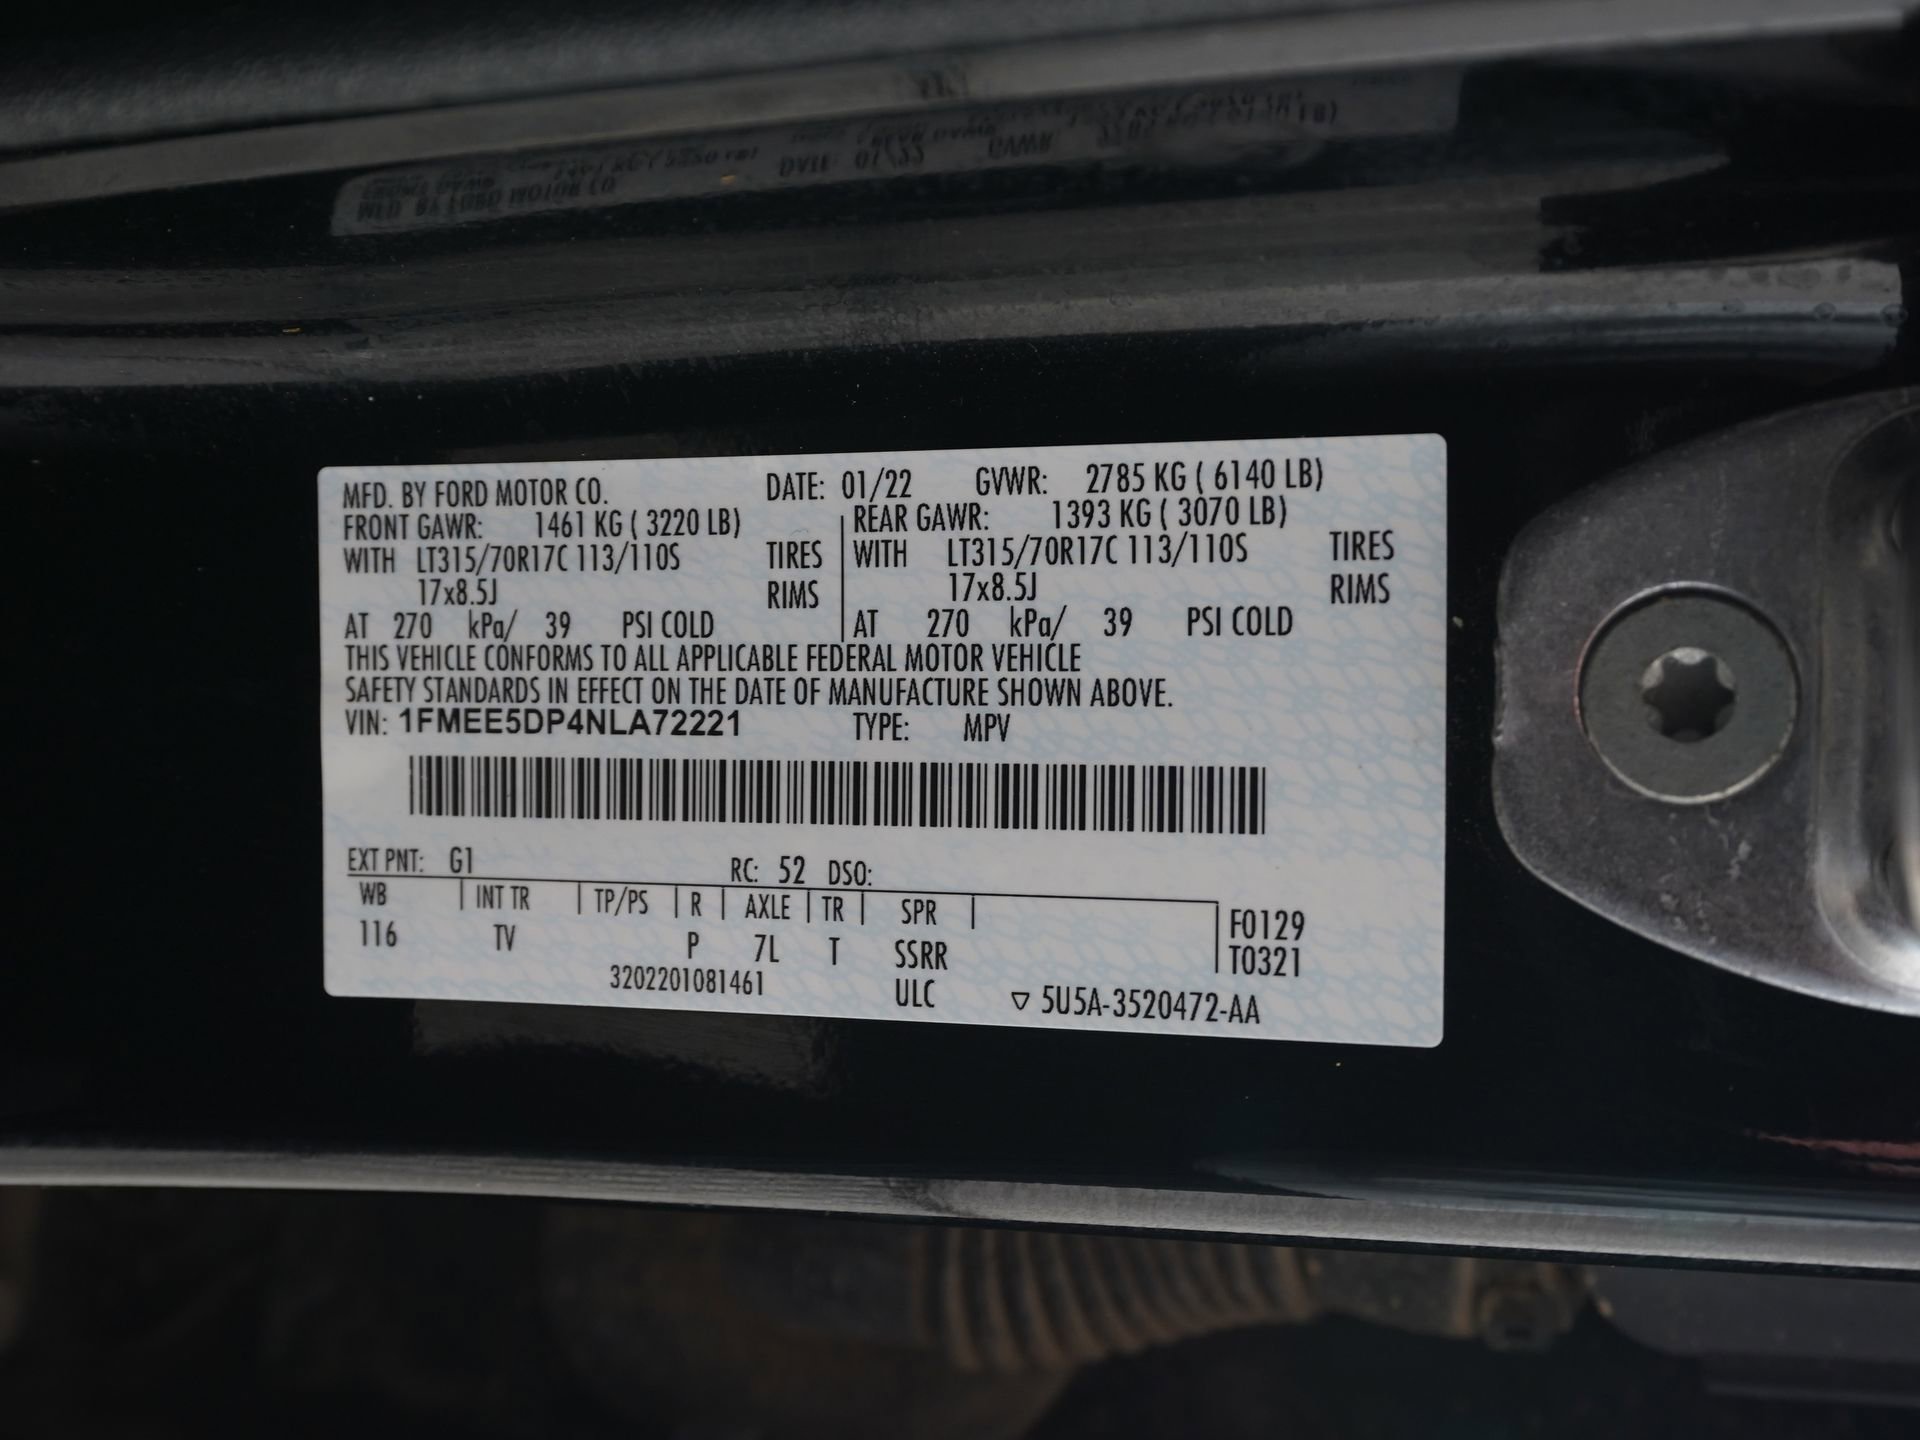 MFD. BY FORD MOTOR CO. DATE: 01/22 GVWR: 2785 KG ( 6140 LB)
FRONT GAWR: 1461 KG ( 3220 LB) REAR GAWR: 1393 KG ( 3070 LB)
WITH LT315/70R17C 113/110S TIRES WITH LT315/70R17C 113/110S TIRES
17x8.5J RIMS 17x8.5J RIMS
AT 270 kPa/ 39 PSI COLD AT 270 kPa/ 39 PSI COLD
THIS VEHICLE CONFORMS TO ALL APPLICABLE FEDERAL MOTOR VEHICLE
SAFETY STANDARDS IN EFFECT ON THE DATE OF MANUFACTURE SHOWN ABOVE.
VIN: 1FMEE5DP4NLA72221 TYPE: MPV
EXT PNT: G1 RC: 52 DSO:
WB INT TR TP/PS R AXLE TR SPR F0129
116 TV P 7L T SSRR T0321
3202201081461 ULC ▽ 5U5A-3520472-AA